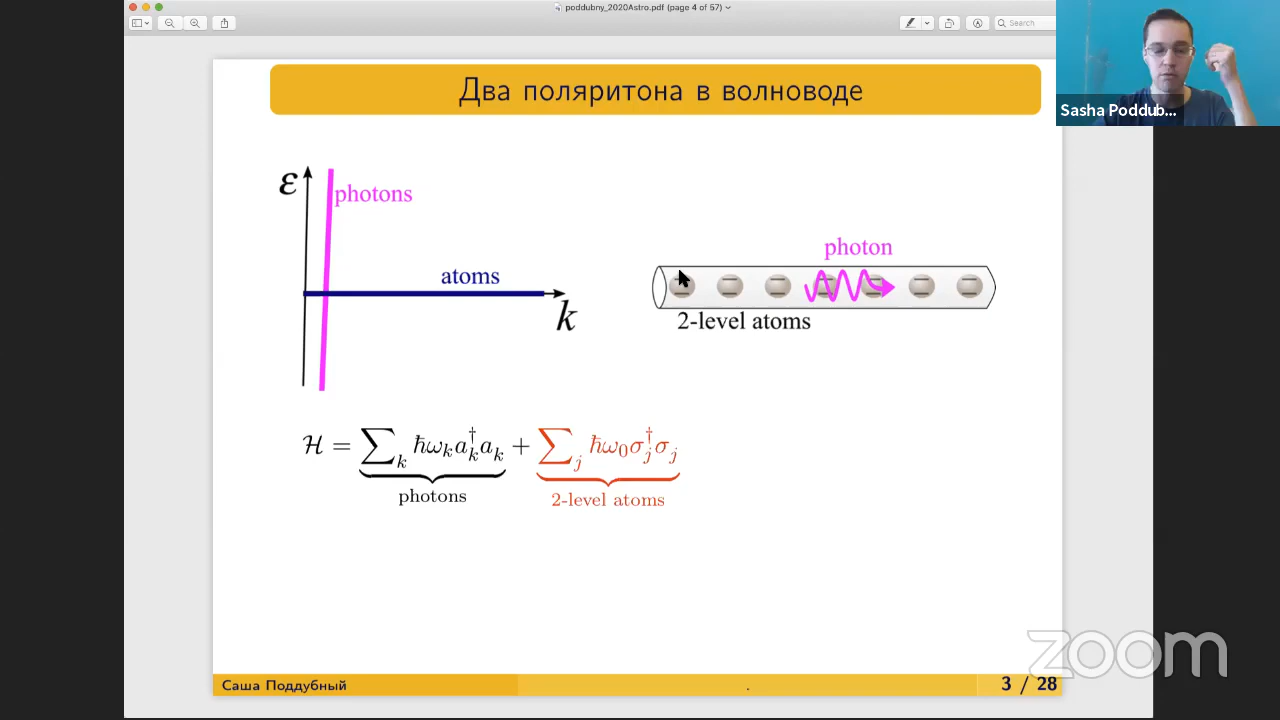 poddubny_2020Astro.pdf (page 4 of 57)
Search
Sasha Poddub...
Два поляритона в волноводе
ε
photons
atoms
k
photon
2-level atoms
ℋ = ∑ₖ ħωₖa†ₖaₖ + ∑ⱼ ħω₀σ†ⱼσⱼ
photons
2-level atoms
zoom
Саша Поддубный
.
3 / 28